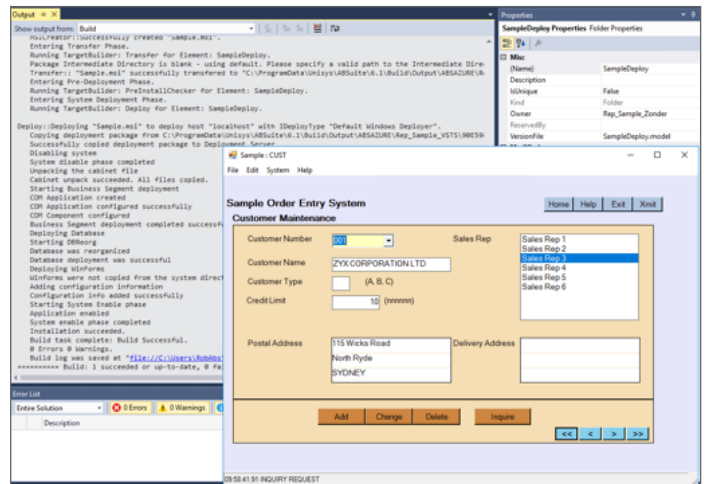 Output
Show output from: Build
MSICreator::Successfully created "Sample.msi".
Entering Transfer Phase.
Running TargetBuilder: Transfer for Element: SampleDeploy.
Package Intermediate Directory is blank - using default. Please specify a valid path to the Intermediate Dire
Transfer:: "Sample.msi" successfully transfered to "C:\ProgramData\Unisys\ABSuite\6.1\Build\Output\ABSAZURE\R
Entering Pre-Deployment Phase.
Running TargetBuilder: PreInstallChecker for Element: SampleDeploy.
Entering System Deployment Phase.
Running TargetBuilder: Deploy for Element: SampleDeploy.
Deploy::Deploying "Sample.msi" to deploy host "localhost" with IDeployType "Default Windows Deployer".
Copying deployment package from C:\ProgramData\Unisys\ABSuite\6.1\Build\Output\ABSAZURE\Rep_Sample_VSTS\
Successfully copied deployment package to Deployment Server
Disabling system
System disable phase completed
Unpacking the cabinet file
Cabinet unpack succeeded. All files copied.
Starting Business Segment deployment
COM Application created
COM Application configured successfully
COM Component configured
Business Segment deployment completed successf
Deploying Database
Starting DBReorg
Database was reorganized
Database deployment was successful
Deploying WinForms
Winforms were not copied from the system direct
Adding configuration information
Configuration info added successfully
Starting System Enable phase
Application enabled
System enable phase completed
Installation succeeded.
Build task complete: Build Successful.
0 Errors 0 Warnings.
Build log was saved at "file://C:\Users\RobAbs
========== Build: 1 succeeded or up-to-date, 0 fa
Error List
Entire Solution 0 Errors 0 Warnings
Description
Properties
SampleDeploy Properties Folder Properties
Misc
(Name) SampleDeploy
Description
IsUnique False
Kind Folder
Owner Rep_Sample_Zonder
ReservedBy
VersionFile SampleDeploy.model
Sample : CUST
File Edit System Help
Sample Order Entry System
Home Help Exit Xmit
Customer Maintenance
Customer Number 001 Sales Rep
Sales Rep 1
Sales Rep 2
Sales Rep 3
Sales Rep 4
Sales Rep 5
Sales Rep 6
Customer Name ZYX CORPORATION LTD
Customer Type (A, B, C)
Credit Limit 10 (nnnnnn)
Postal Address 115 Wicks Road Delivery Address
North Ryde
SYDNEY
Add Change Delete Inquire
<< < > >>
09:58:41.91 INQUIRY REQUEST